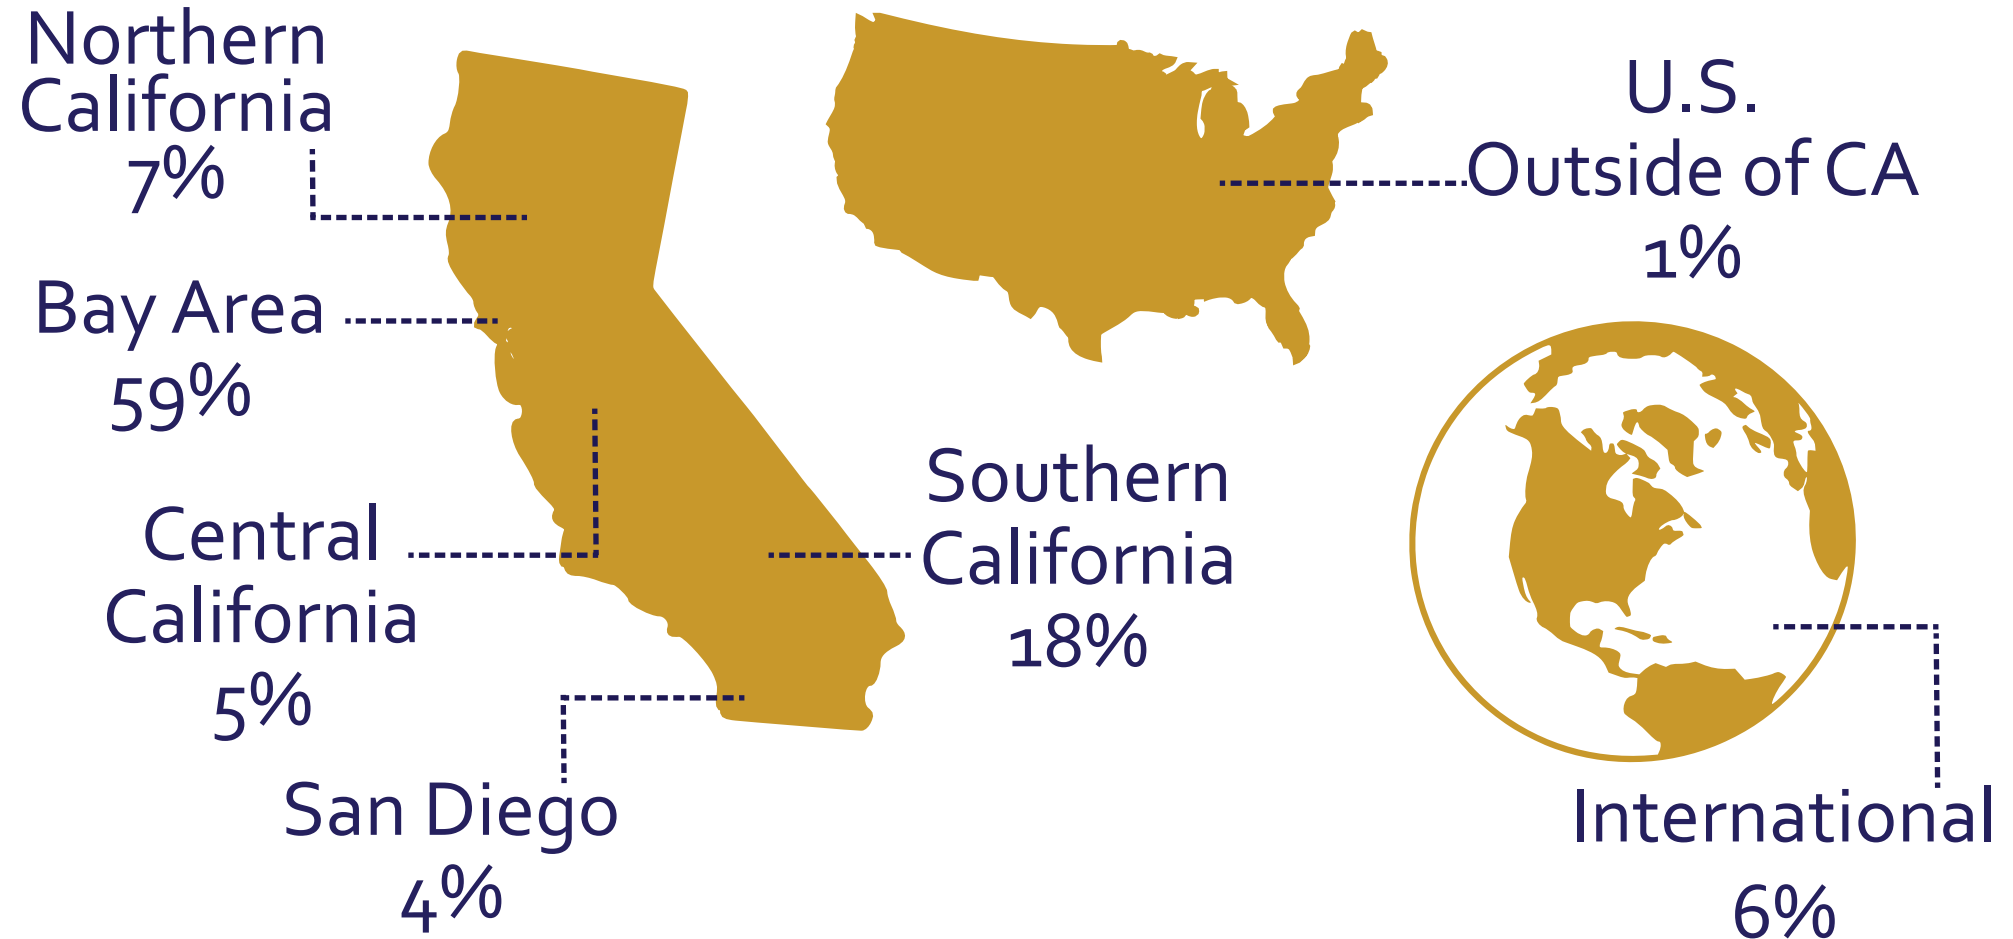 Northern
California
7%
Bay Area
59%
Central
California
5%
San Diego
4%
Southern
California
18%
U.S.
Outside of CA
1%
International
6%